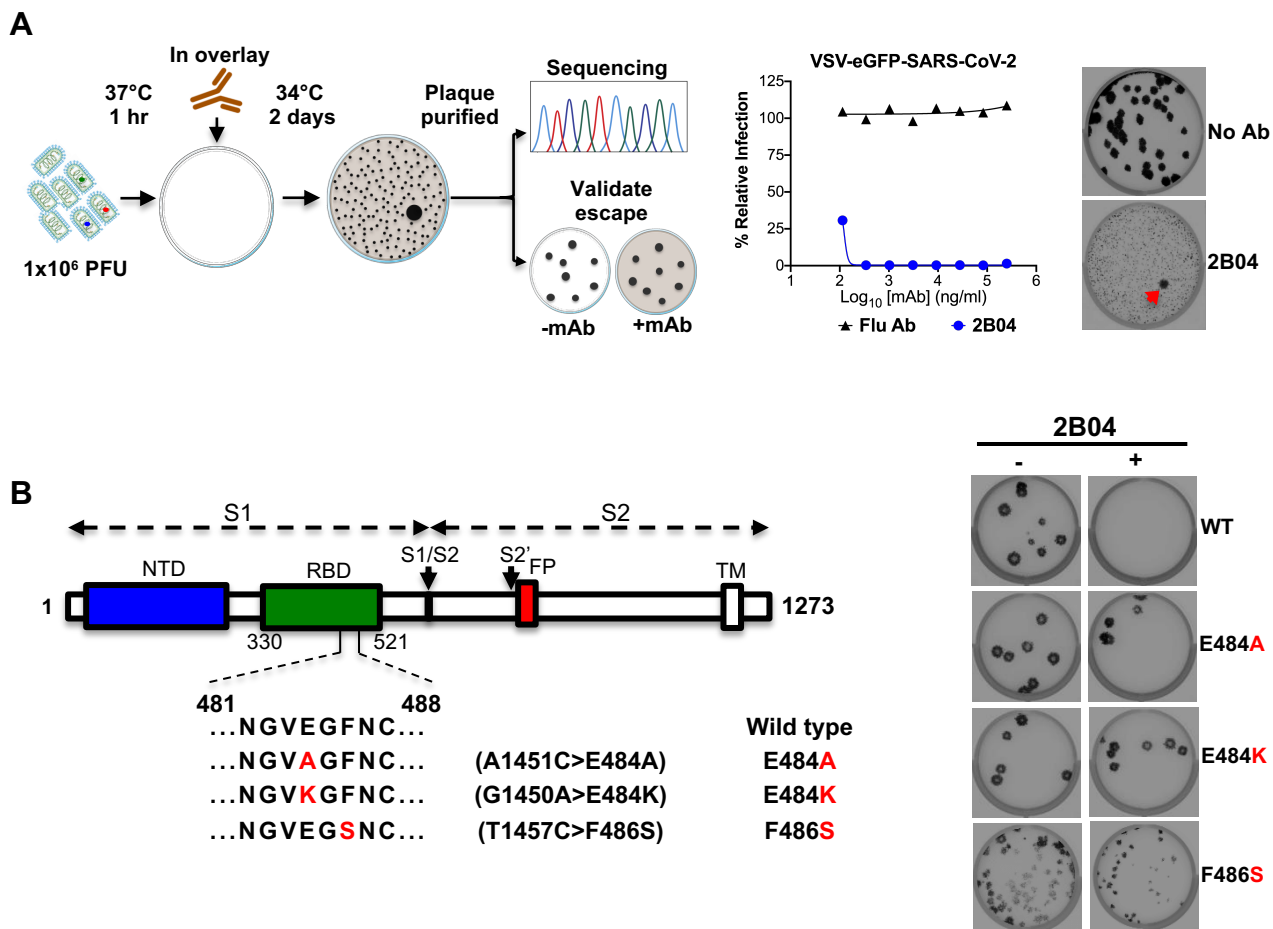 A
In overlay
37°C
1 hr
34°C
2 days
Plaque
purified
1x10⁶ PFU
Sequencing
Validate
escape
-mAb
+mAb
VSV-eGFP-SARS-CoV-2
% Relative Infection
125
100
75
50
25
0
1 2 3 4 5 6
Log₁₀ [mAb] (ng/ml)
Flu Ab 2B04
No Ab
2B04
B
S1 S2
S1/S2 S2’
NTD RBD FP TM
1 1273
330 521
481 488
...NGVEGFNC... Wild type
...NGVAGFNC... (A1451C>E484A) E484A
...NGVKGFNC... (G1450A>E484K) E484K
...NGVEGSNC... (T1457C>F486S) F486S
2B04
- +
WT
E484A
E484K
F486S